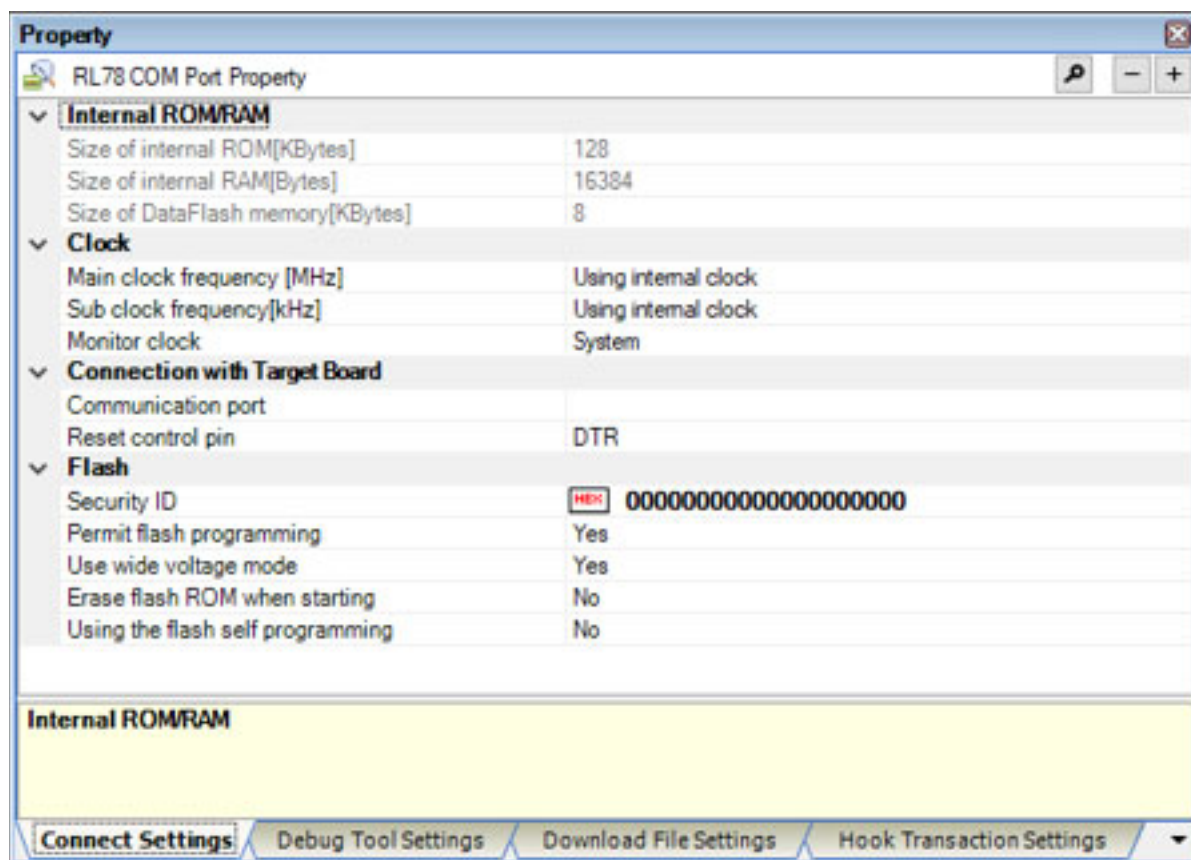 Property
RL78 COM Port Property
Internal ROM/RAM
Size of internal ROM[KBytes] 128
Size of internal RAM[Bytes] 16384
Size of DataFlash memory[KBytes] 8
Clock
Main clock frequency [MHz] Using internal clock
Sub clock frequency[kHz] Using internal clock
Monitor clock System
Connection with Target Board
Communication port
Reset control pin DTR
Flash
Security ID HEX 00000000000000000000
Permit flash programming Yes
Use wide voltage mode Yes
Erase flash ROM when starting No
Using the flash self programming No
Internal ROM/RAM
Connect Settings Debug Tool Settings Download File Settings Hook Transaction Settings